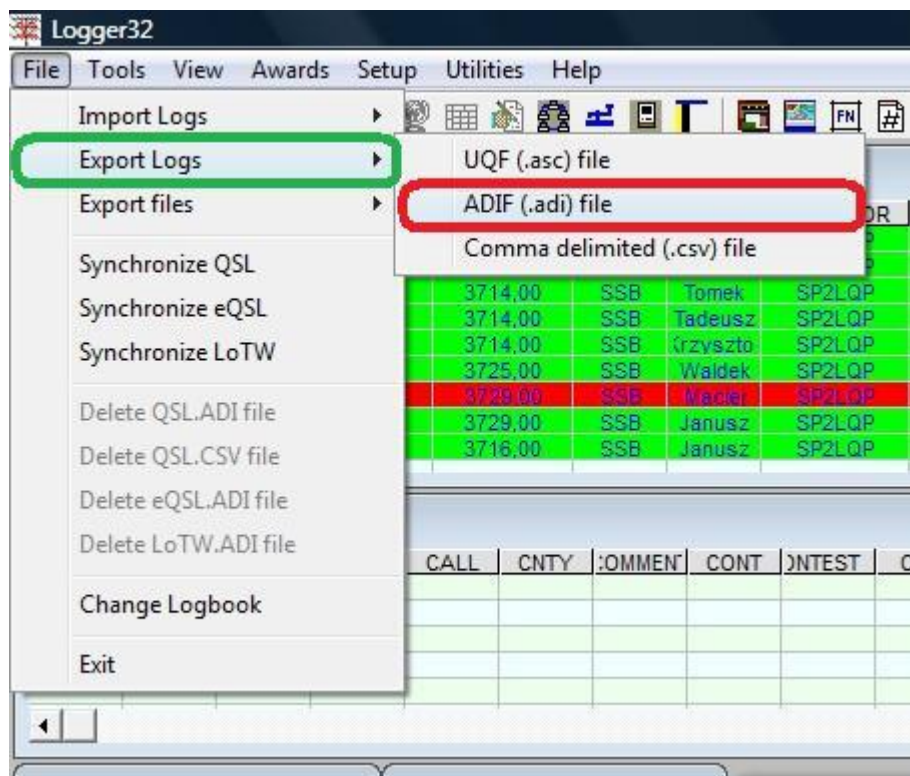 Logger32
File Tools View Awards Setup Utilities Help
Import Logs
Export Logs
Export files
Synchronize QSL
Synchronize eQSL
Synchronize LoTW
Delete QSL.ADI file
Delete QSL.CSV file
Delete eQSL.ADI file
Delete LoTW.ADI file
Change Logbook
Exit
UQF (.asc) file
ADIF (.adi) file
Comma delimited (.csv) file
FN #
3714,00 SSB Tomek SP2LQP
3714,00 SSB Tadeusz SP2LQP
3714,00 SSB rzyszto SP2LQP
3725,00 SSB Waldek SP2LQP
3729,00 SSB Maciej SP2LQP
3729,00 SSB Janusz SP2LQP
3716,00 SSB Janusz SP2LQP
CALL CNTY OMMEN CONT ONTEST